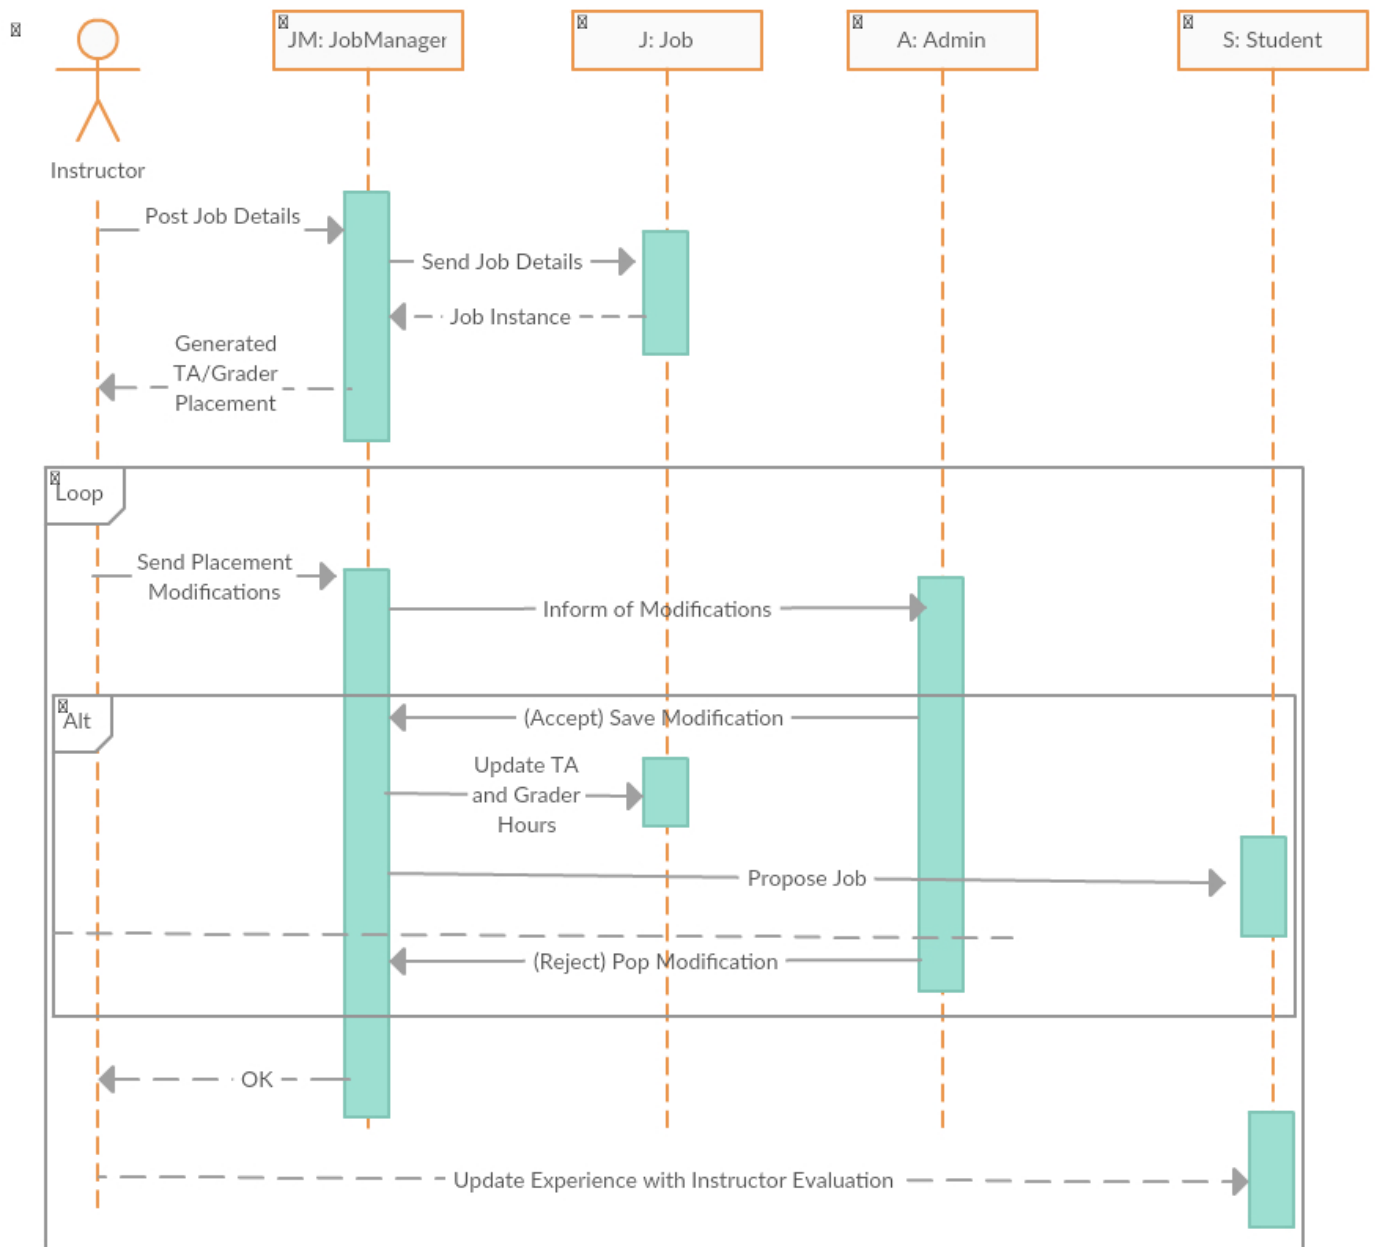 JM: JobManager
J: Job
A: Admin
S: Student
Instructor
Post Job Details
Send Job Details
Job Instance
Generated
TA/Grader
Placement
Loop
Send Placement
Modifications
Inform of Modifications
Alt
(Accept) Save Modification
Update TA
and Grader
Hours
Propose Job
(Reject) Pop Modification
OK
Update Experience with Instructor Evaluation